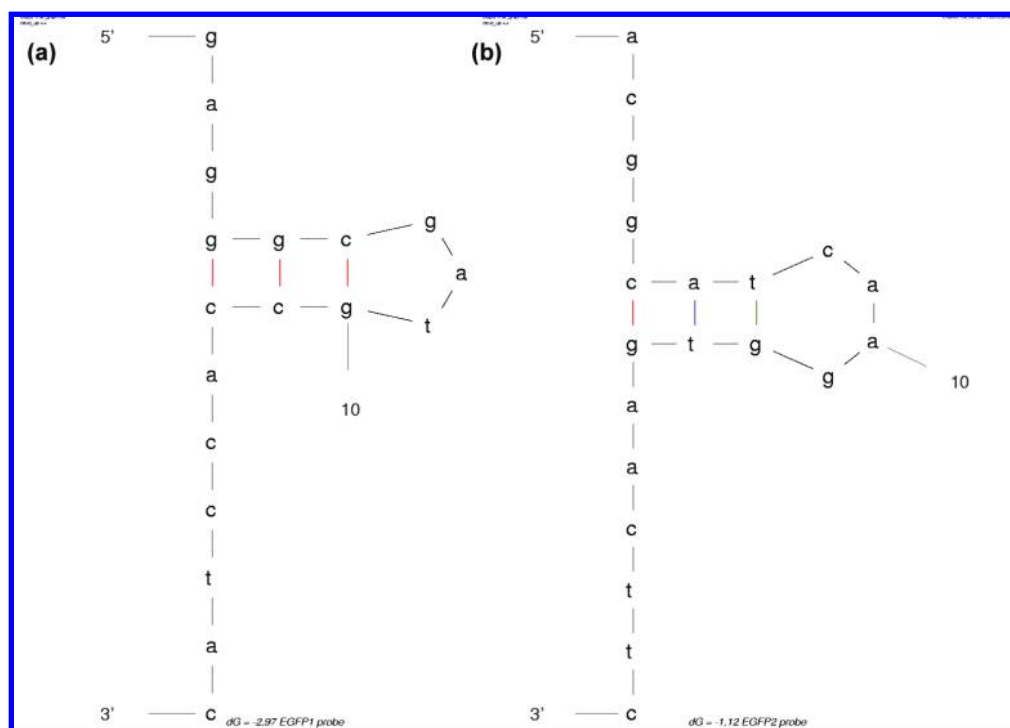 (a)
5'
g
a
g
g g c
g
a
t
c c g
10
a
c
c
t
a
3'
c
dG = -2.97 EGFP1 probe
(b)
5'
a
c
g
g
c a t
c
a
a
10
g
g t g
a
a
c
t
t
3'
c
dG = -1.12 EGFP2 probe